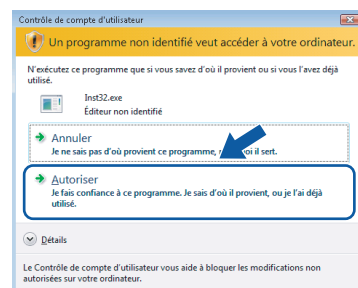 Contrôle de compte d'utilisateur
Un programme non identifié veut accéder à votre ordinateur.
N'exécutez ce programme que si vous savez d'où il provient ou si vous l'avez déjà
utilisé.
Inst32.exe
Éditeur non identifié
Annuler
Je ne sais pas d'où provient ce programme, il sert.
Autoriser
Je fais confiance à ce programme. Je sais d'où il provient, ou je l'ai déjà
utilisé.
Détails
Le Contrôle de compte d'utilisateur vous aide à bloquer les modifications non
autorisées sur votre ordinateur.